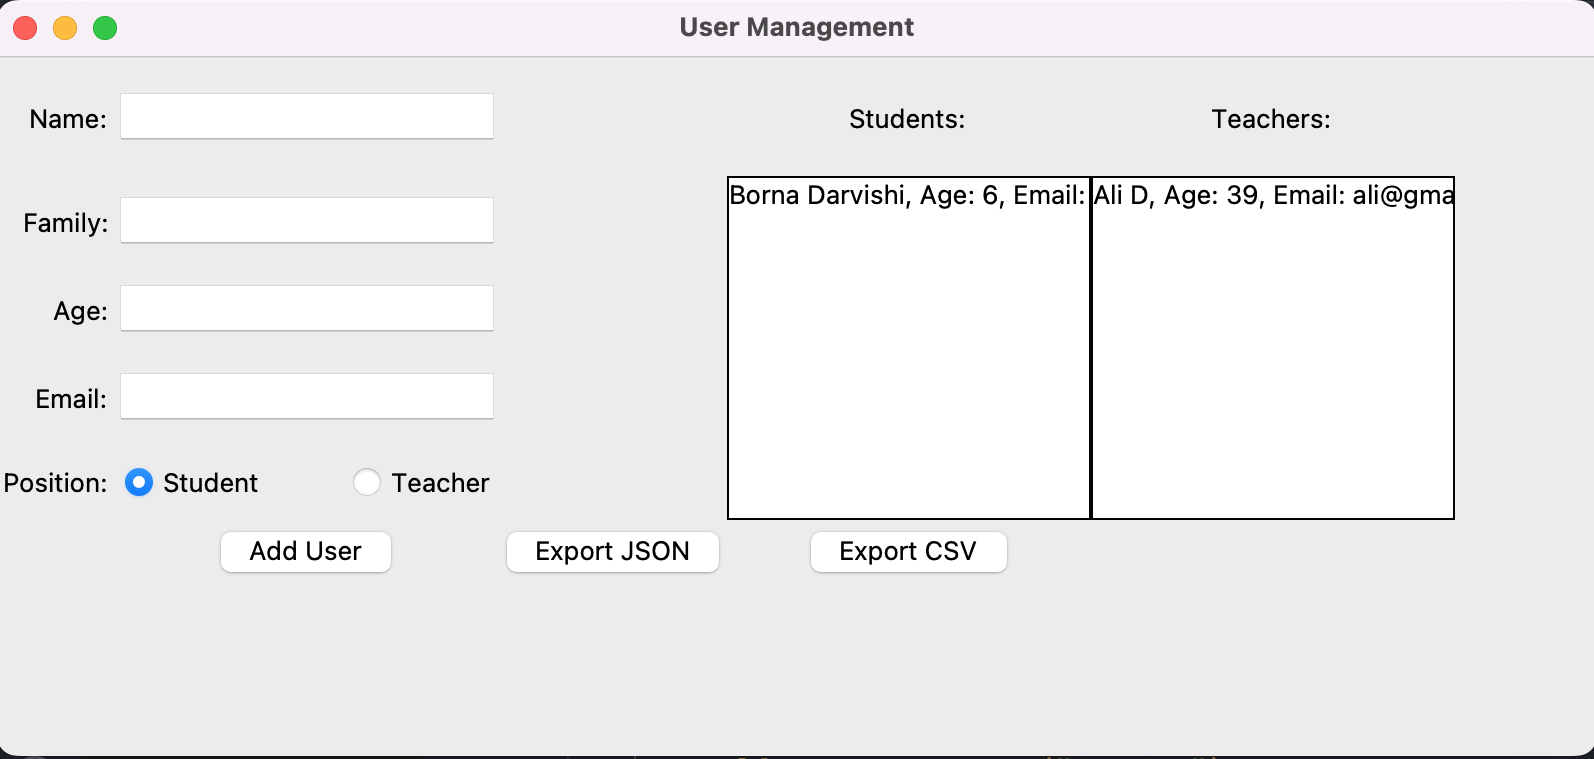 User Management
Name:
Students:
Teachers:
Borna Darvishi, Age: 6, Email:
Ali D, Age: 39, Email: ali@gma
Family:
Age:
Email:
Position:
Student
Teacher
Add User
Export JSON
Export CSV